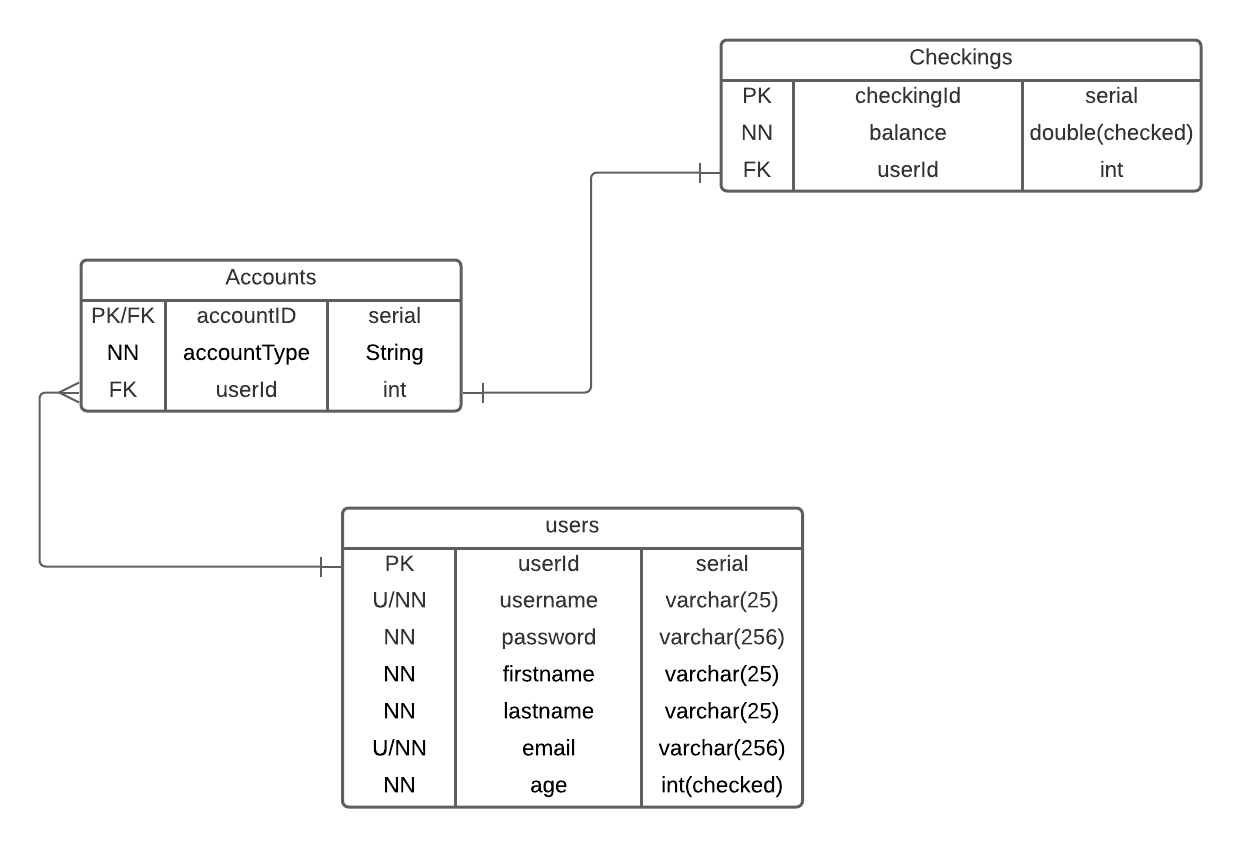 Checkings
PK checkingId serial
NN balance double(checked)
FK userId int
Accounts
PK/FK accountID serial
NN accountType String
FK userId int
users
PK userId serial
U/NN username varchar(25)
NN password varchar(256)
NN firstname varchar(25)
NN lastname varchar(25)
U/NN email varchar(256)
NN age int(checked)